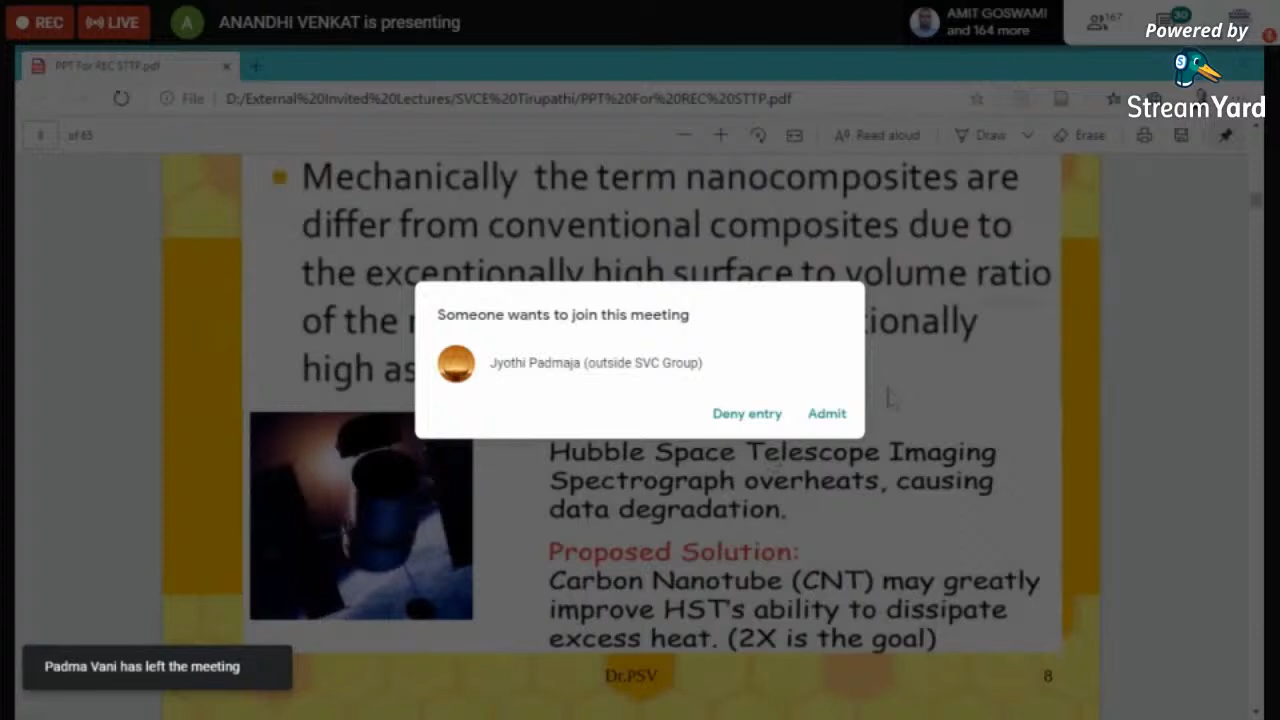 REC
LIVE
A
ANANDHI VENKAT is presenting
AMIT GOSWAMI
and 164 more
167
30
Powered by
StreamYard
PPT For REC STTP.pdf
File
D:/External%20Invited%20Lectures/SVCE%20Tirupathi/PPT%20For%20REC%20STTP.pdf
8 of 65
Read aloud
Draw
Erase
Mechanically the term nanocomposites are
differ from conventional composites due to
the exceptionally high surface to volume ratio
of the
tionally
high as
Someone wants to join this meeting
Jyothi Padmaja (outside SVC Group)
Deny entry Admit
Hubble Space Telescope Imaging
Spectrograph overheats, causing
data degradation.
Proposed Solution:
Carbon Nanotube (CNT) may greatly
improve HST's ability to dissipate
excess heat. (2X is the goal)
Padma Vani has left the meeting
Dr.PSV
8